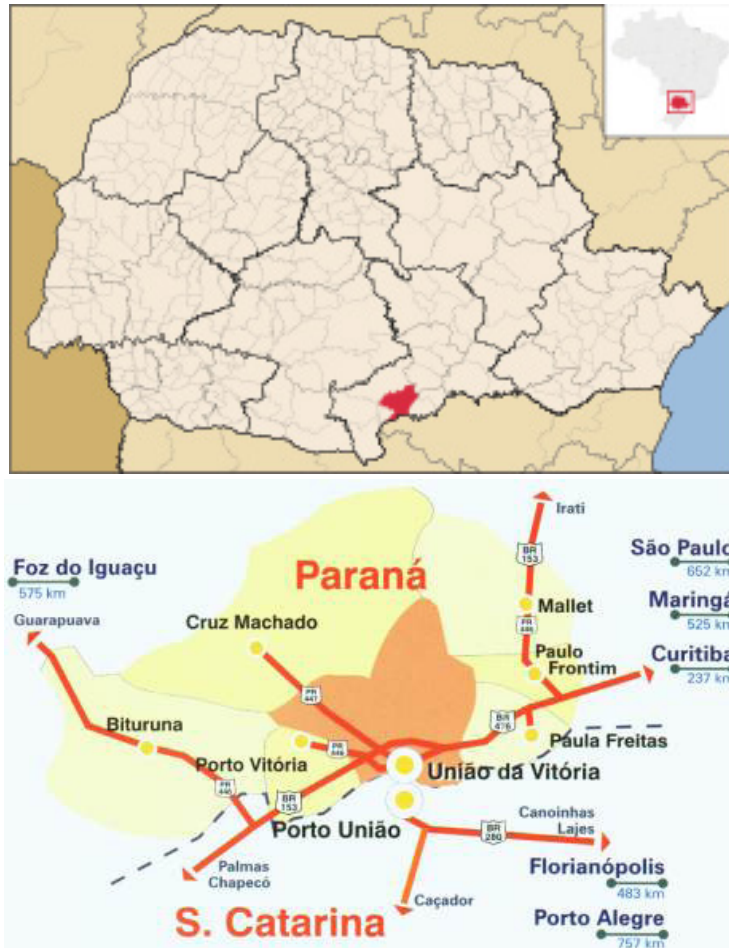 Irati
Foz do Iguaçu
575 km
BR
153
São Paulo
652 km
Paraná
Guarapuava
Cruz Machado
Mallet
Maringá
525 km
PR
446
Paulo
Frontim
Curitiba
237 km
PR
447
Bituruna
BR
476
Porto Vitória
PR
446
Paula Freitas
União da Vitória
PR
446
BR
153
Porto União
Canoinhas
Lajes
BR
280
Palmas
Chapecó
Florianópolis
483 km
Caçador
S. Catarina
Porto Alegre
757 km